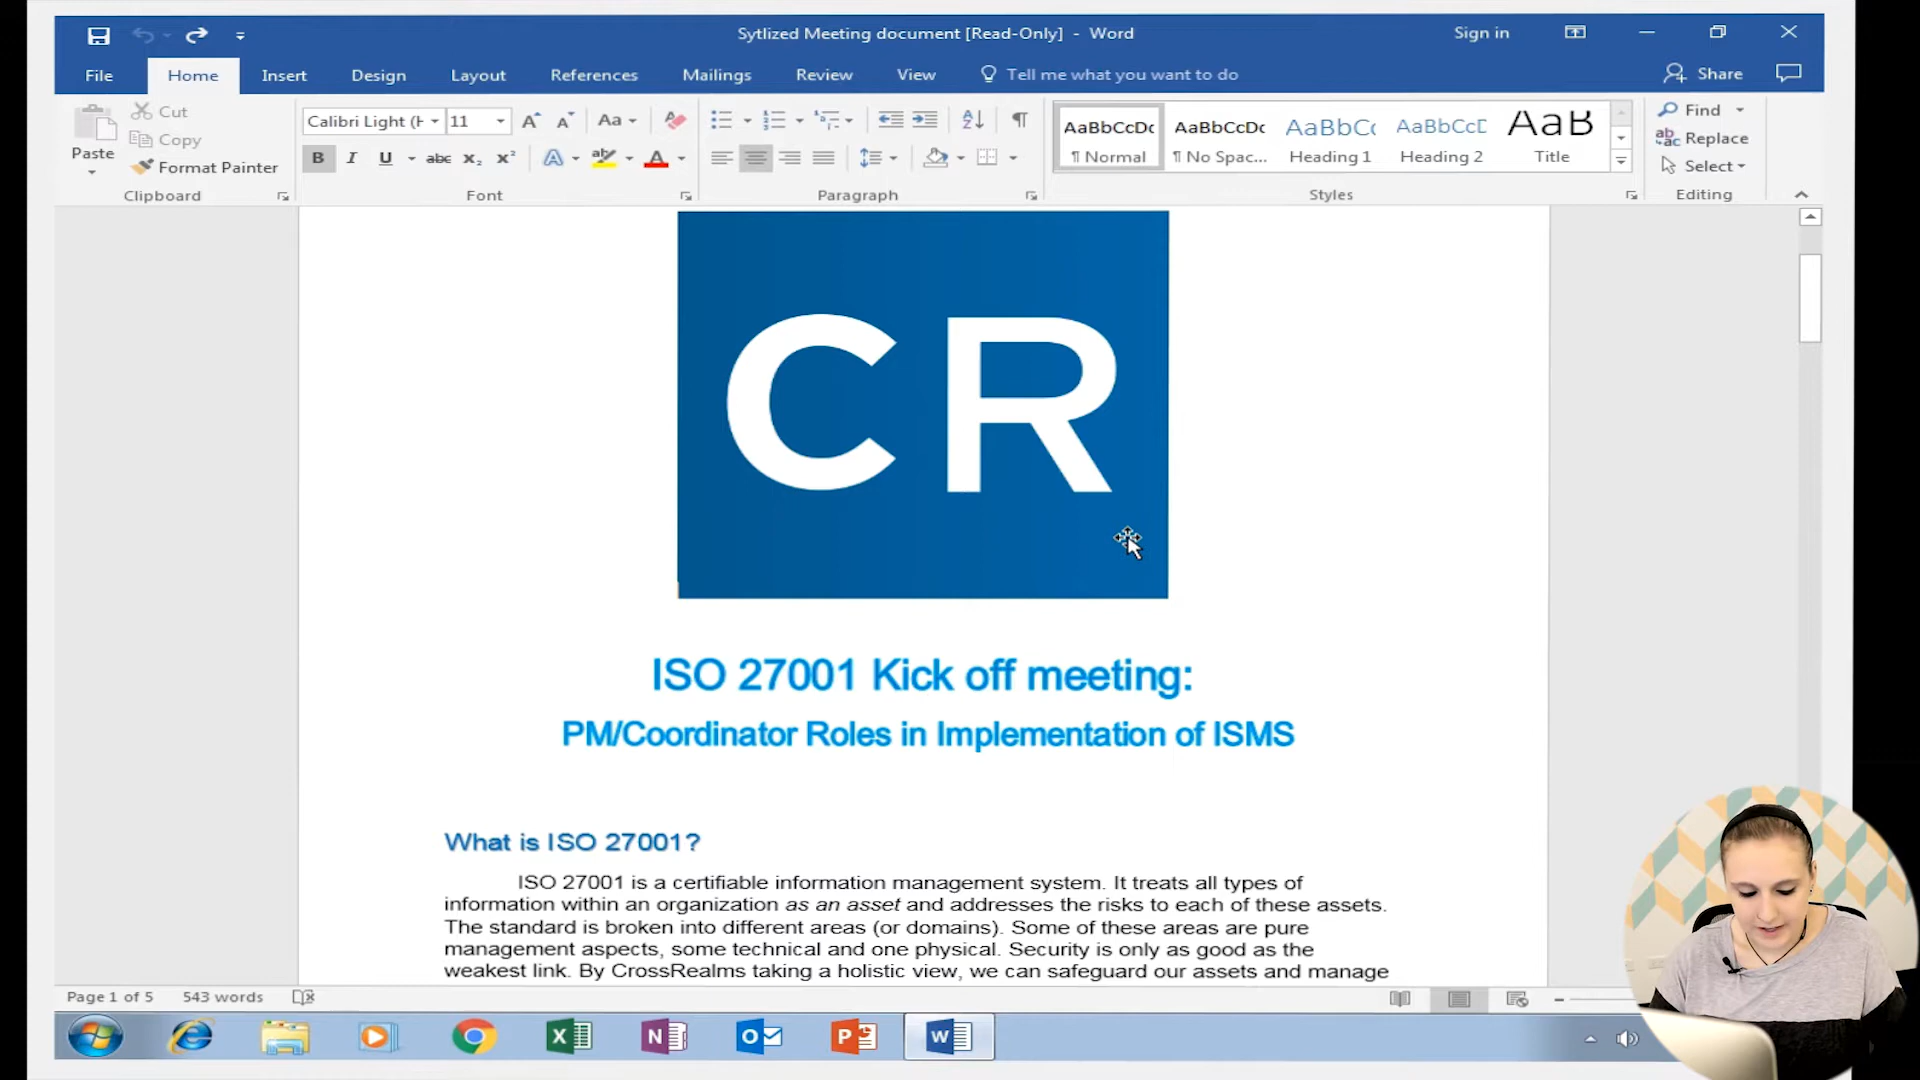 Sytlized Meeting document [Read-Only] - Word
Sign in
File Home Insert Design Layout References Mailings Review View Tell me what you want to do Share
Cut
Copy
Paste
Format Painter
Clipboard
Calibri Light (H 11
Aa
B I U abc x₂ x² A A
Font
Paragraph
AaBbCcDc AaBbCcDc AaBbCc AaBbCcD AaB
¶ Normal ¶ No Spac... Heading 1 Heading 2 Title
Styles
Find
Replace
Select
Editing
CR
ISO 27001 Kick off meeting:
PM/Coordinator Roles in Implementation of ISMS
What is ISO 27001?
ISO 27001 is a certifiable information management system. It treats all types of
information within an organization as an asset and addresses the risks to each of these assets.
The standard is broken into different areas (or domains). Some of these areas are pure
management aspects, some technical and one physical. Security is only as good as the
weakest link. By CrossRealms taking a holistic view, we can safeguard our assets and manage
Page 1 of 5 543 words